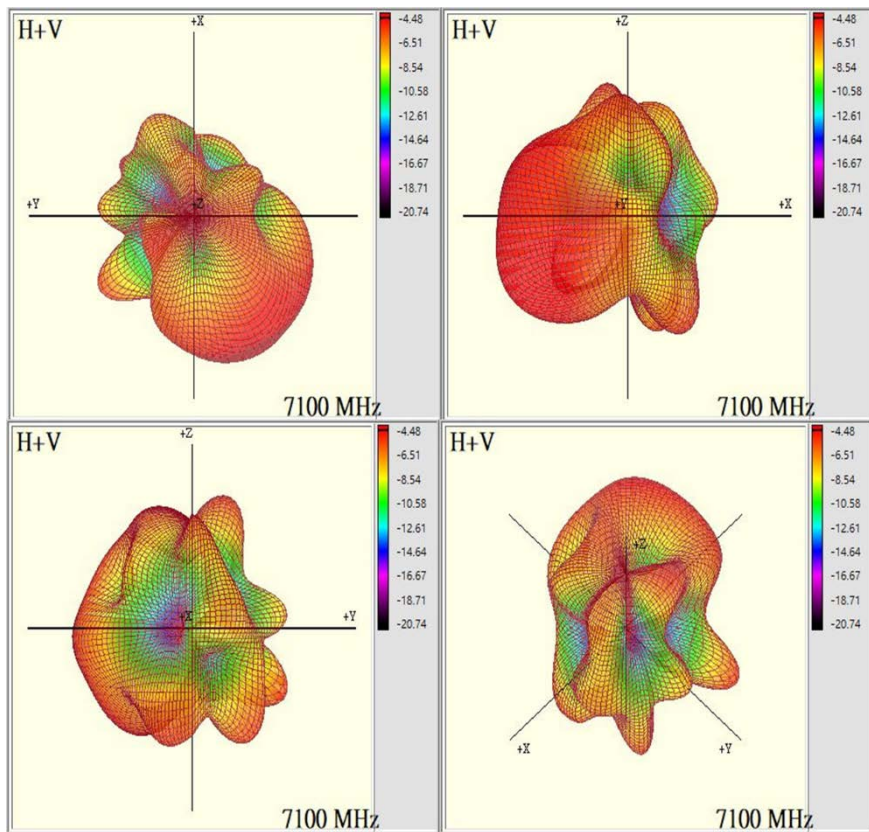 H+V
+X
+Y
+Z
-4.48
-6.51
-8.54
-10.58
-12.61
-14.64
-16.67
-18.71
-20.74
7100 MHz
H+V
+Z
+Y
+X
-4.48
-6.51
-8.54
-10.58
-12.61
-14.64
-16.67
-18.71
-20.74
7100 MHz
H+V
+Z
+X
+Y
-4.48
-6.51
-8.54
-10.58
-12.61
-14.64
-16.67
-18.71
-20.74
7100 MHz
H+V
+Z
+X
+Y
-4.48
-6.51
-8.54
-10.58
-12.61
-14.64
-16.67
-18.71
-20.74
7100 MHz